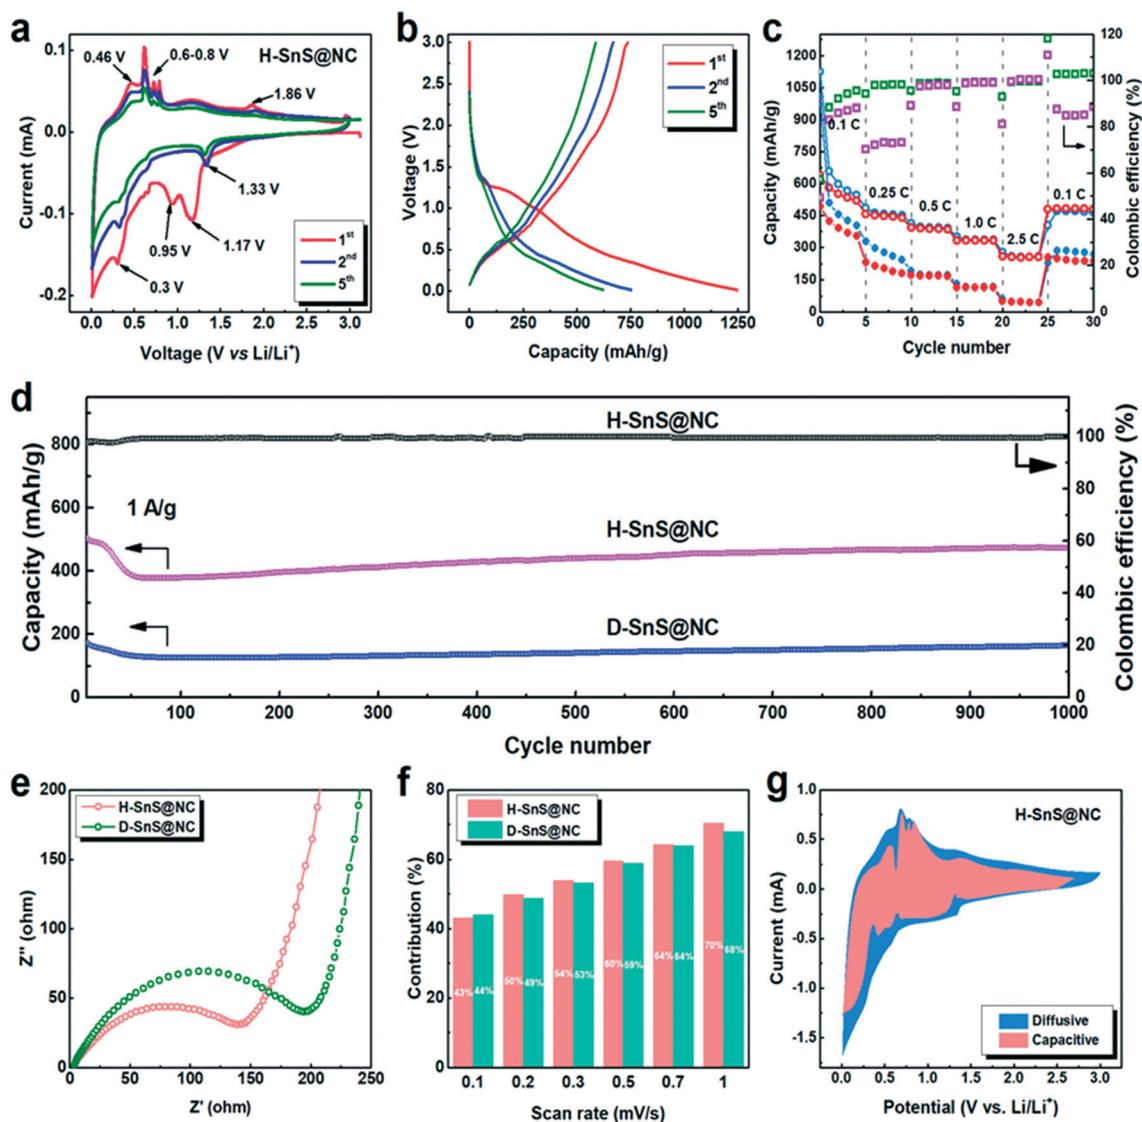 a
H-SnS@NC
0.46 V
0.6-0.8 V
1.86 V
1.33 V
1.17 V
0.95 V
0.3 V
1st
2nd
5th
0.1
0.0
-0.1
-0.2
Current (mA)
0.0 0.5 1.0 1.5 2.0 2.5 3.0
Voltage (V vs Li/Li+)
b
1st
2nd
5th
3.0
2.4
1.8
1.2
0.6
0.0
Voltage (V)
0 250 500 750 1000 1250
Capacity (mAh/g)
c
1200
1050
900
750
600
450
300
150
0
Capacity (mAh/g)
0.1 C
0.25 C
0.5 C
1.0 C
2.5 C
0.1 C
120
100
80
60
40
20
0
Colombic efficiency (%)
0 5 10 15 20 25 30
Cycle number
d
H-SnS@NC
1 A/g
H-SnS@NC
D-SnS@NC
800
600
400
200
0
Capacity (mAh/g)
100
80
60
40
20
0
Colombic efficiency (%)
100 200 300 400 500 600 700 800 900 1000
Cycle number
e
H-SnS@NC
D-SnS@NC
200
150
100
50
0
Z'' (ohm)
0 50 100 150 200 250
Z' (ohm)
f
H-SnS@NC
D-SnS@NC
80
60
40
20
0
Contribution (%)
43% 44% 50% 49% 54% 53% 60% 59% 64% 64% 70% 68%
0.1 0.2 0.3 0.5 0.7 1
Scan rate (mV/s)
g
H-SnS@NC
Diffusive
Capacitive
1.0
0.5
0.0
-0.5
-1.0
-1.5
Current (mA)
0.0 0.5 1.0 1.5 2.0 2.5 3.0
Potential (V vs. Li/Li+)